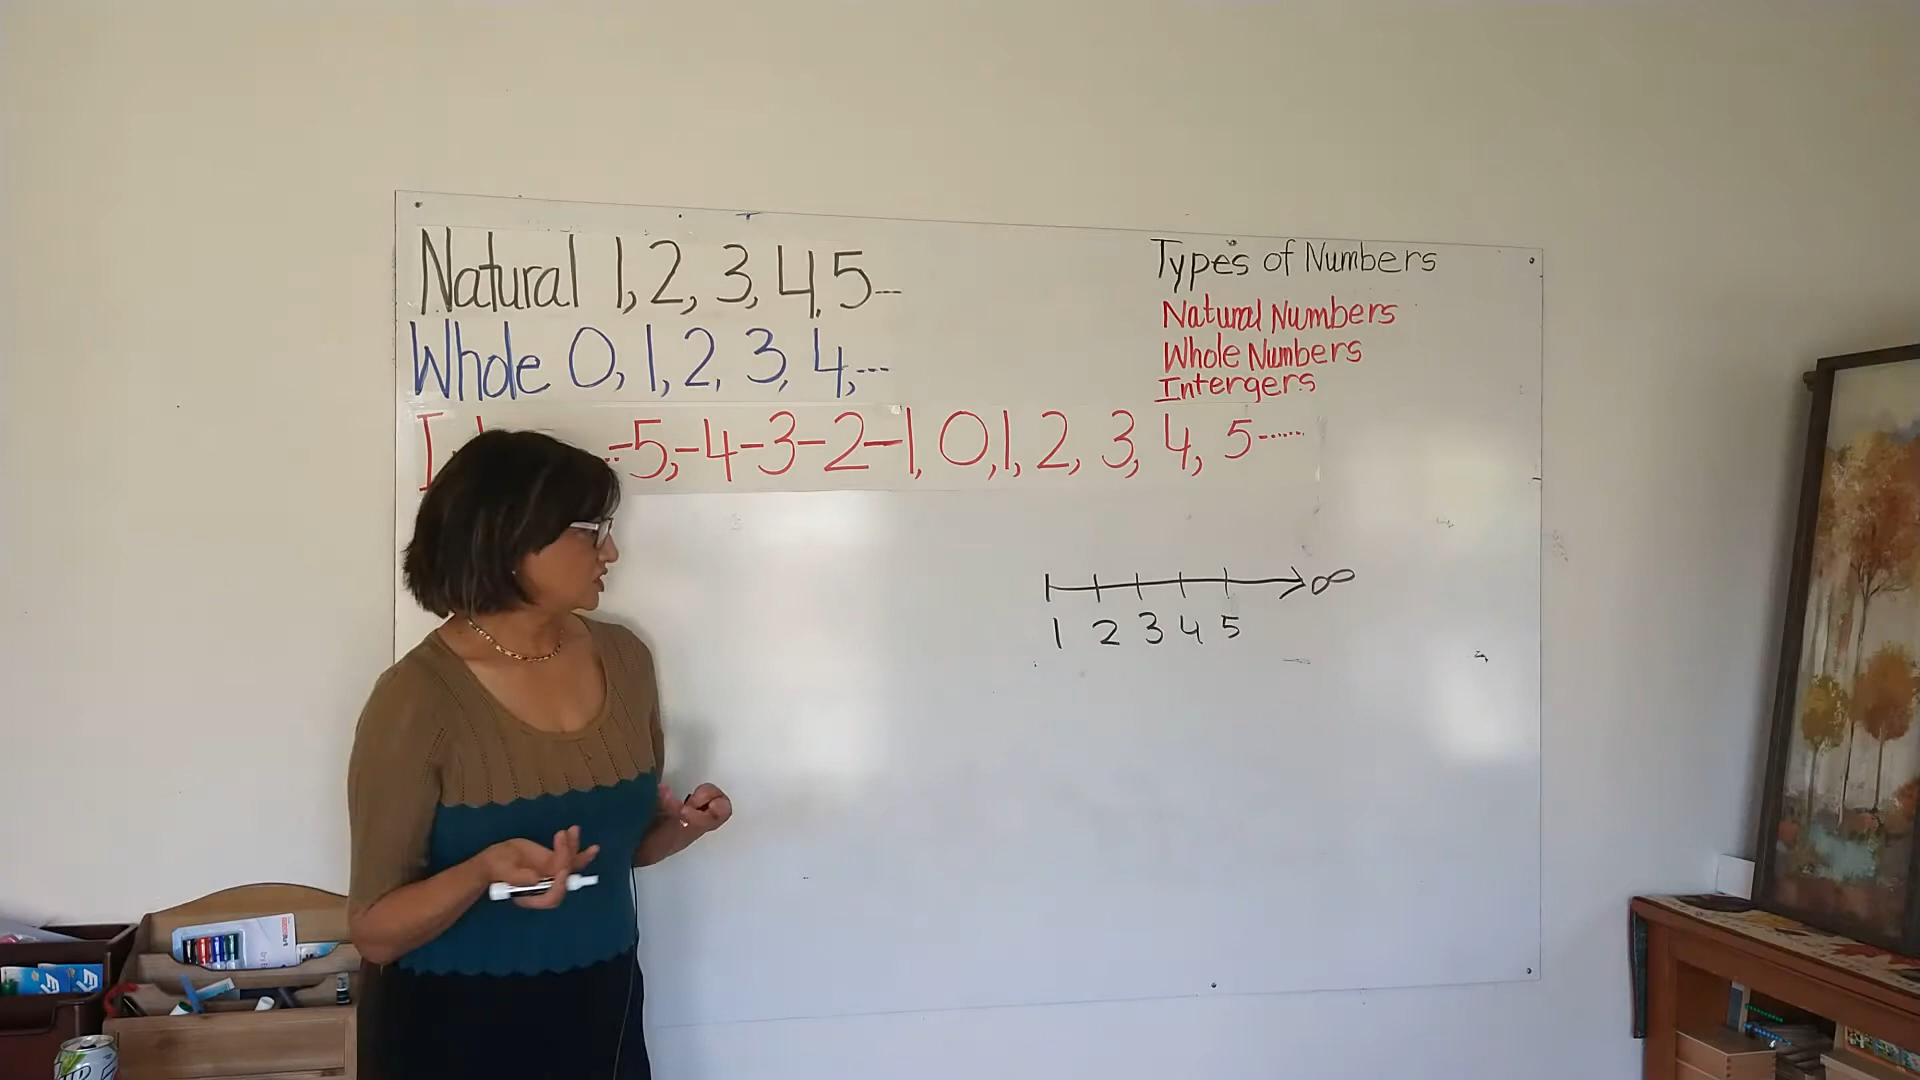 Natural 1, 2, 3, 4, 5---
Whole 0, 1, 2, 3, 4, ---
-5, -4 -3 -2 -1, 0, 1, 2, 3, 4, 5------
Types of Numbers
Natural Numbers
Whole Numbers
Intergers
∞
1 2 3 4 5